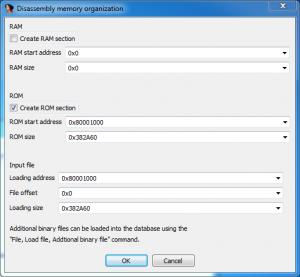 Disassembly memory organization
RAM
Create RAM section
RAM start address 0x0
RAM size 0x0
ROM
Create ROM section
ROM start address 0x80001000
ROM size 0x382A60
Input file
Loading address 0x80001000
File offset 0x0
Loading size 0x382A60
Additional binary files can be loaded into the database using the
"File, Load file, Addtional binary file" command.
OK Cancel